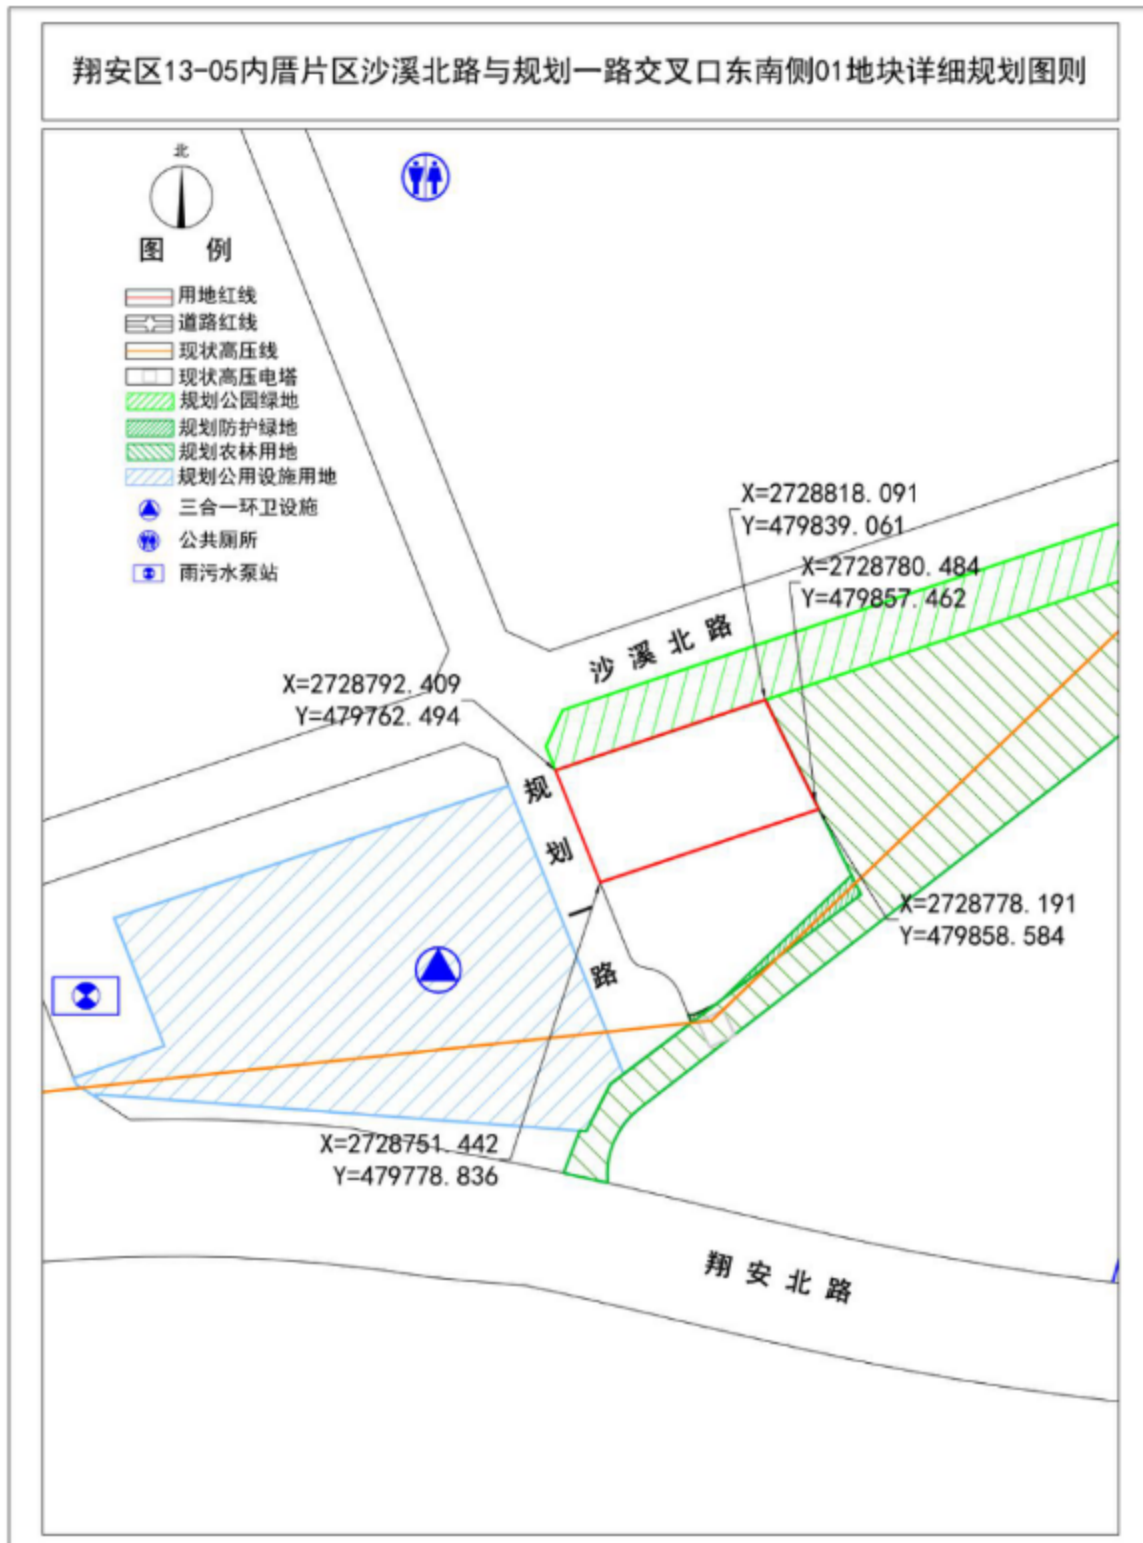 翔安区13-05内厝片区沙溪北路与规划一路交叉口东南侧01地块详细规划图则
北
图 例
用地红线
道路红线
现状高压线
现状高压电塔
规划公园绿地
规划防护绿地
规划农林用地
规划公用设施用地
三合一环卫设施
公共厕所
雨污水泵站
X=2728818.091
Y=479839.061
X=2728780.484
Y=479857.462
沙溪北路
X=2728792.409
Y=479762.494
规划一路
X=2728778.191
Y=479858.584
X=2728751.442
Y=479778.836
翔安北路